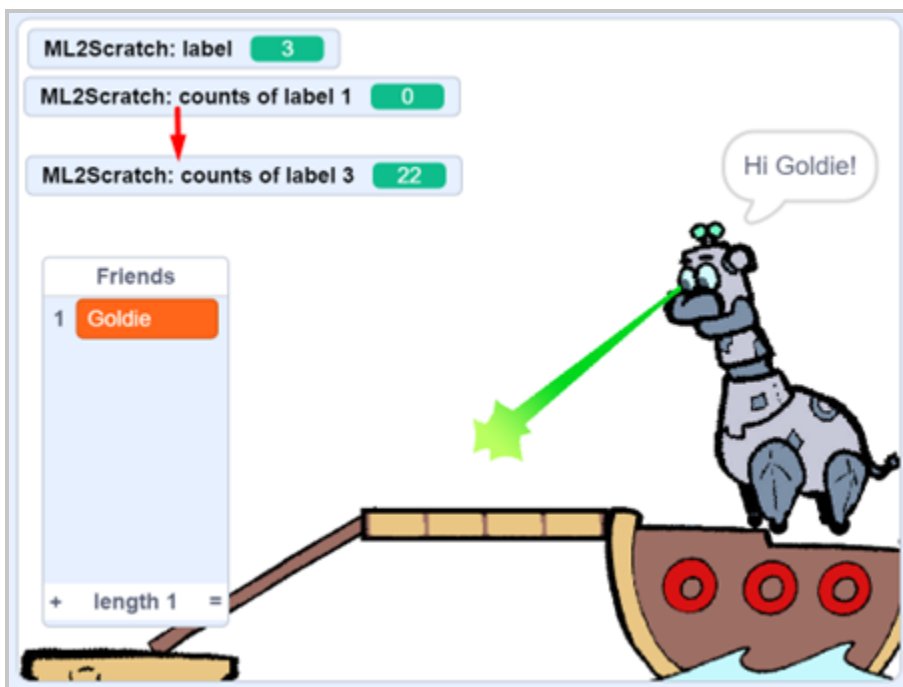 ML2Scratch: label 3
ML2Scratch: counts of label 1 0
ML2Scratch: counts of label 3 22
Hi Goldie!
Friends
1 Goldie
+ length 1 =